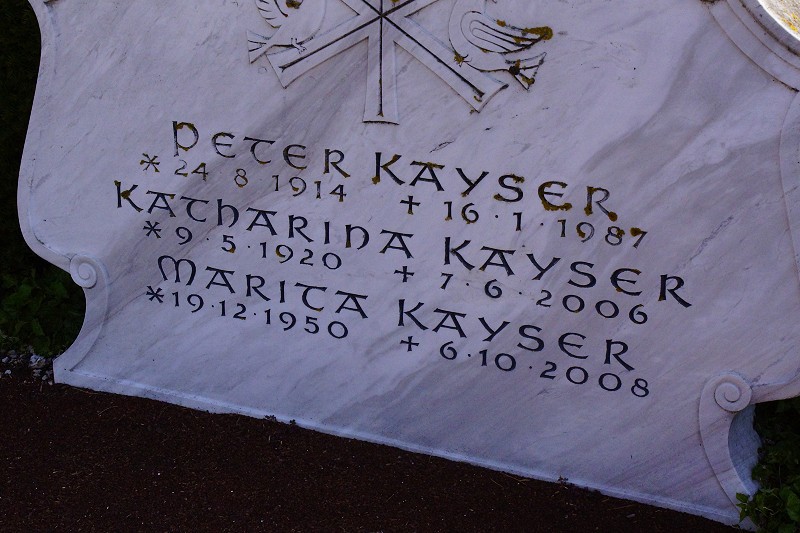 PETER KAYSER
* 24 8 1914 † 16.1.1987
KATHARINA KAYSER
* 9.5.1920 † 7.6.2006
MARITA KAYSER
* 19.12.1950 † 6.10.2008